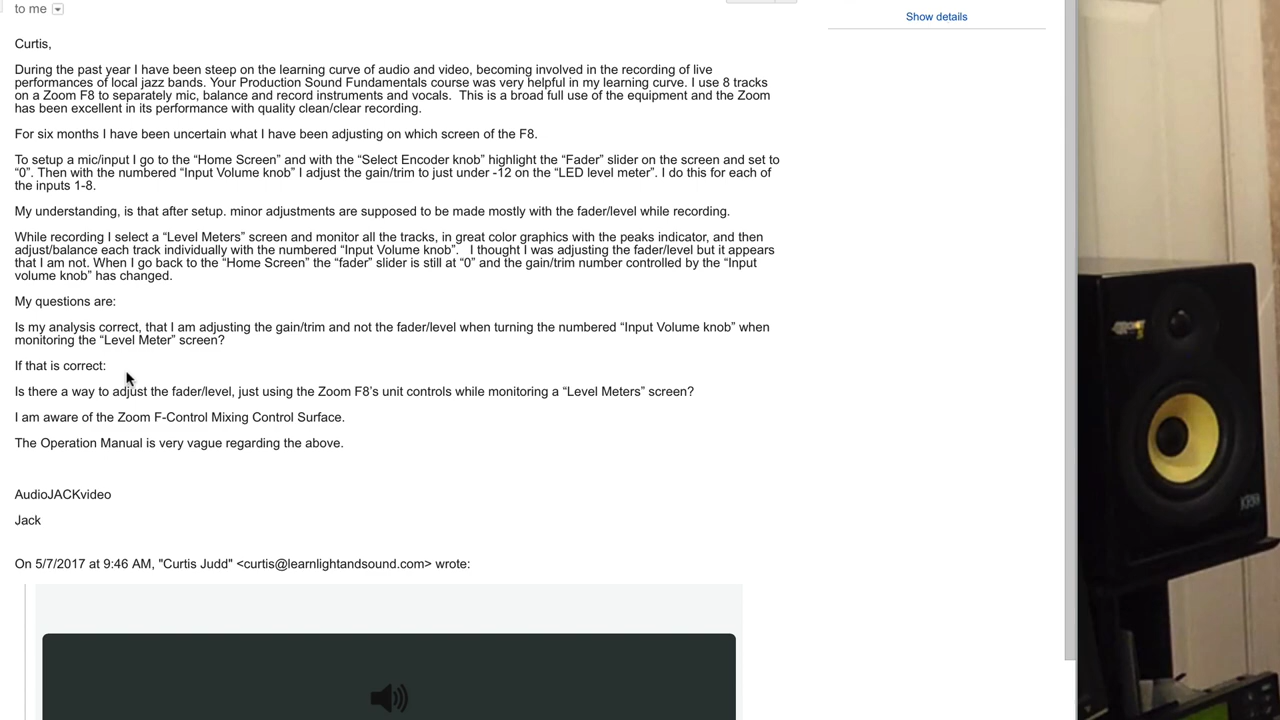 to me
Show details
Curtis,
During the past year I have been steep on the learning curve of audio and video, becoming involved in the recording of live
performances of local jazz bands. Your Production Sound Fundamentals course was very helpful in my learning curve. I use 8 tracks
on a Zoom F8 to separately mic, balance and record instruments and vocals.  This is a broad full use of the equipment and the Zoom
has been excellent in its performance with quality clean/clear recording.
For six months I have been uncertain what I have been adjusting on which screen of the F8.
To setup a mic/input I go to the “Home Screen” and with the “Select Encoder knob” highlight the “Fader” slider on the screen and set to
“0”. Then with the numbered “Input Volume knob” I adjust the gain/trim to just under -12 on the “LED level meter”. I do this for each of
the inputs 1-8.
My understanding, is that after setup. minor adjustments are supposed to be made mostly with the fader/level while recording.
While recording I select a “Level Meters” screen and monitor all the tracks, in great color graphics with the peaks indicator, and then
adjust/balance each track individually with the numbered “Input Volume knob”.   I thought I was adjusting the fader/level but it appears
that I am not. When I go back to the “Home Screen” the “fader” slider is still at “0” and the gain/trim number controlled by the “Input
volume knob” has changed.
My questions are:
Is my analysis correct, that I am adjusting the gain/trim and not the fader/level when turning the numbered “Input Volume knob” when
monitoring the “Level Meter” screen?
If that is correct:
Is there a way to adjust the fader/level, just using the Zoom F8’s unit controls while monitoring a “Level Meters” screen?
I am aware of the Zoom F-Control Mixing Control Surface.
The Operation Manual is very vague regarding the above.
AudioJACKvideo
Jack
On 5/7/2017 at 9:46 AM, "Curtis Judd" <curtis@learnlightandsound.com> wrote:
KRK